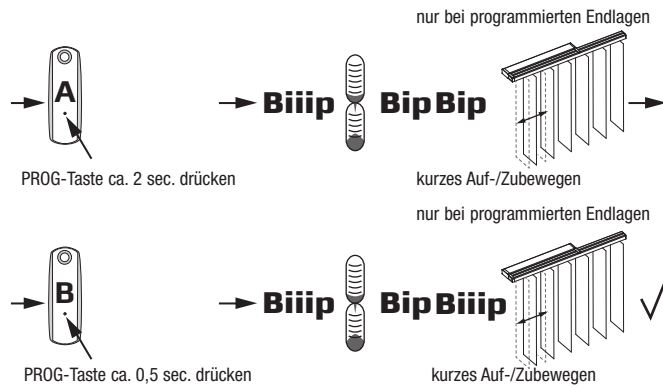 nur bei programmierten Endlagen
A
Biiip BipBip
PROG-Taste ca. 2 sec. drücken
kurzes Auf-/Zubewegen
nur bei programmierten Endlagen
B
Biiip BipBiiip
PROG-Taste ca. 0,5 sec. drücken
kurzes Auf-/Zubewegen